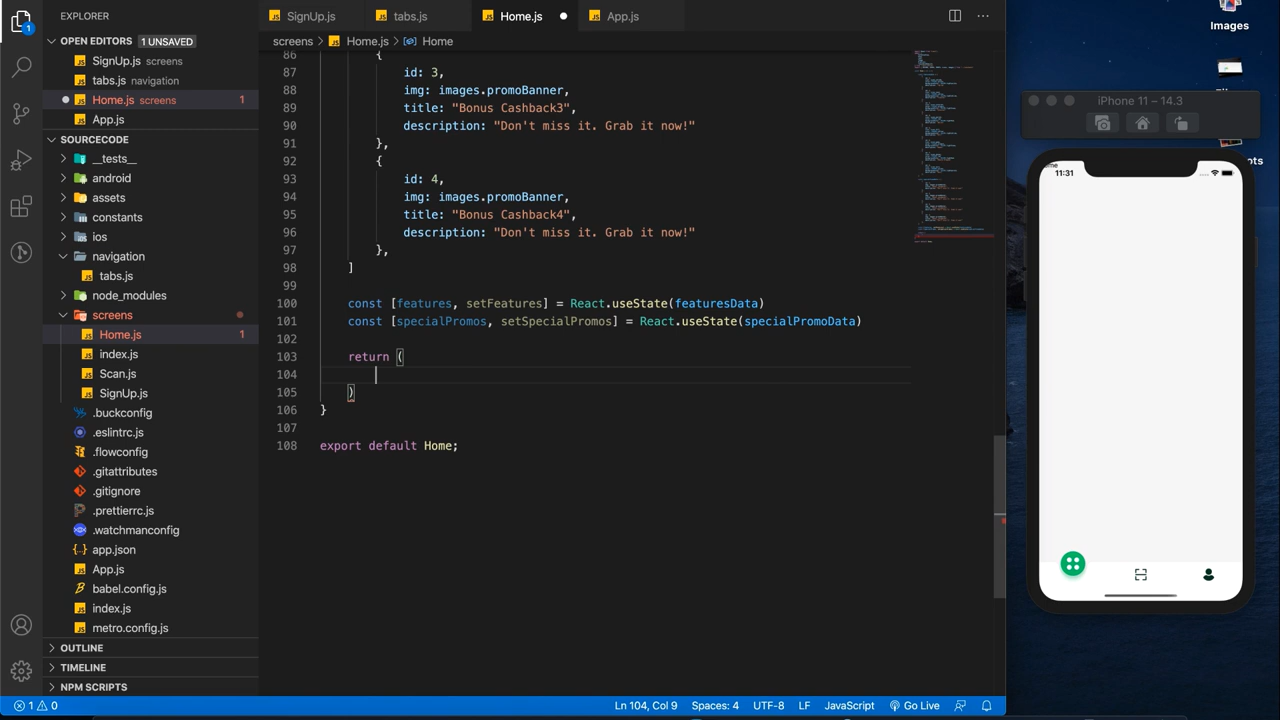 EXPLORER
SignUp.js
tabs.js
Home.js
App.js
OPEN EDITORS
1 UNSAVED
SignUp.js screens
tabs.js navigation
Home.js screens 1
App.js
SOURCECODE
__tests__
android
assets
constants
ios
navigation
tabs.js
node_modules
screens
Home.js 1
index.js
Scan.js
SignUp.js
.buckconfig
.eslintrc.js
.flowconfig
.gitattributes
.gitignore
.prettierrc.js
.watchmanconfig
app.json
App.js
babel.config.js
index.js
metro.config.js
OUTLINE
TIMELINE
NPM SCRIPTS
screens > Home.js > Home
86 {
87 id: 3,
88 img: images.promoBanner,
89 title: "Bonus Cashback3",
90 description: "Don't miss it. Grab it now!"
91 },
92 {
93 id: 4,
94 img: images.promoBanner,
95 title: "Bonus Cashback4",
96 description: "Don't miss it. Grab it now!"
97 },
98 ]
99
100 const [features, setFeatures] = React.useState(featuresData)
101 const [specialPromos, setSpecialPromos] = React.useState(specialPromoData)
102
103 return (
104
105 )
106 }
107
108 export default Home;
Images
iPhone 11 – 14.3
11:31
1 0
Ln 104, Col 9
Spaces: 4
UTF-8
LF
JavaScript
Go Live